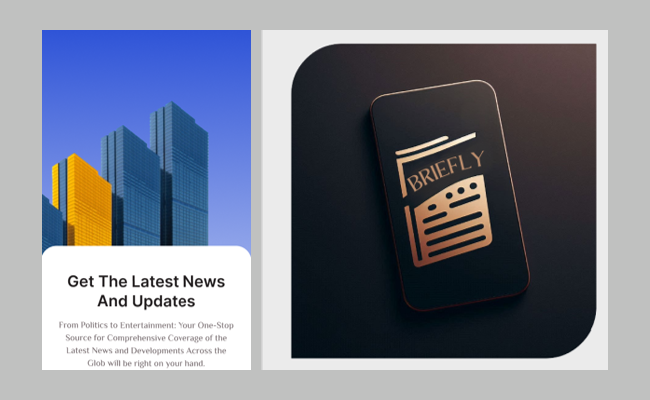 Get The Latest News
And Updates
From Politics to Entertainment: Your One-Stop
Source for Comprehensive Coverage of the
Latest News and Developments Across the
Glob will be right on your hand.
BRIEFLY